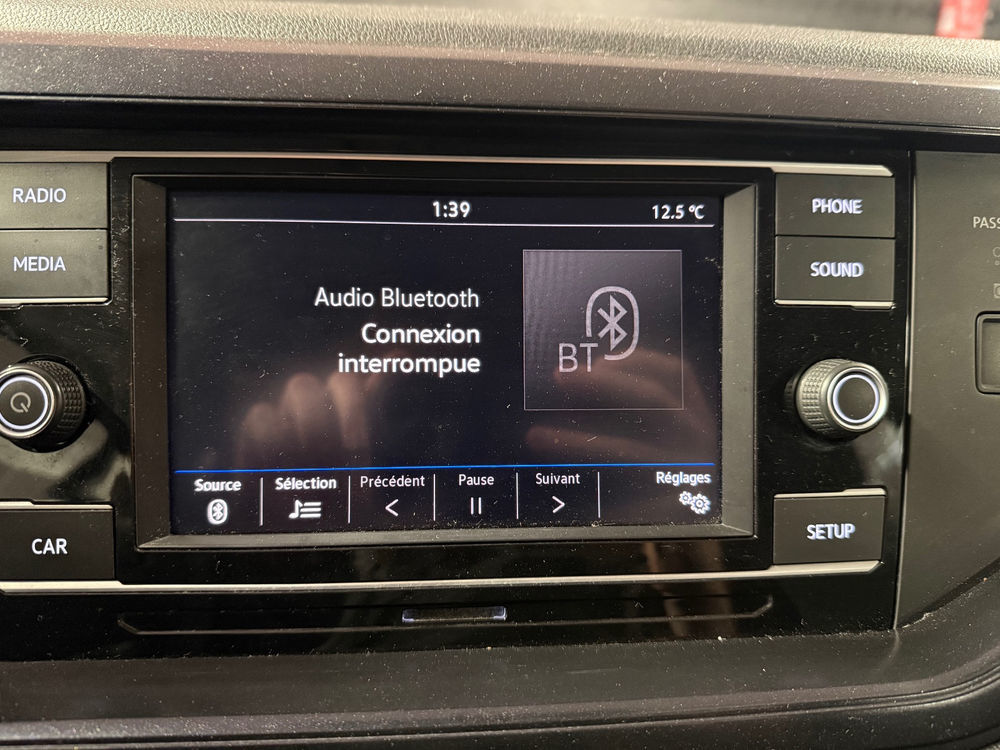 RADIO
MEDIA
1:39
12.5 °C
Audio Bluetooth
Connexion
interrompue
BT
Source
Sélection
Précédent
Pause
Suivant
Réglages
CAR
PHONE
SOUND
SETUP